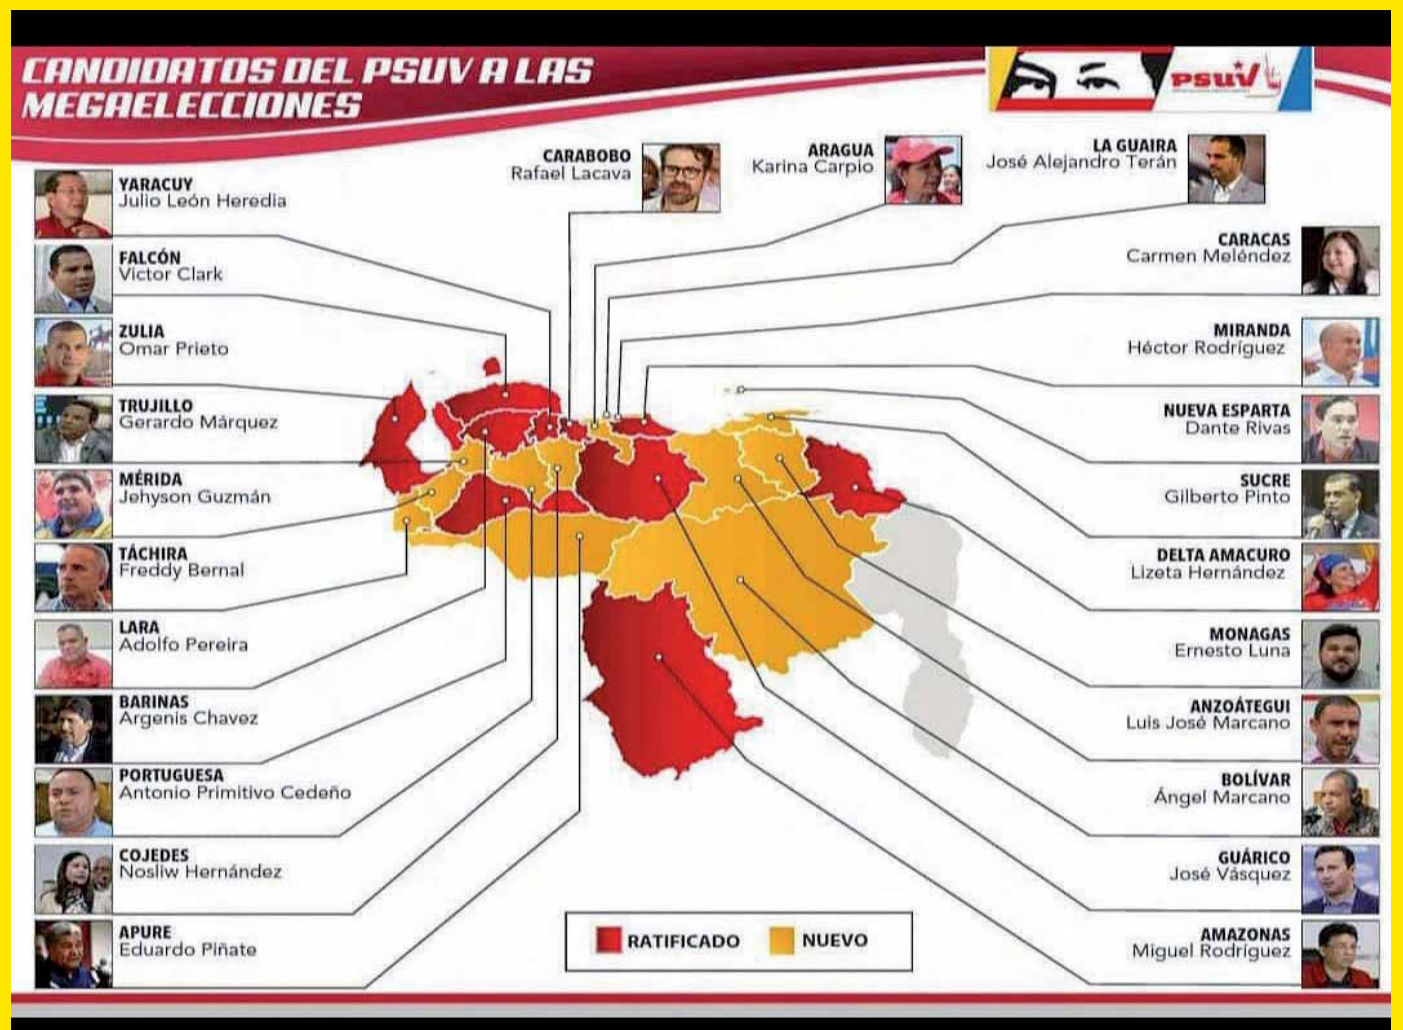 CANDIDATOS DEL PSUV A LAS
MEGAELECCIONES
PSUV
CARABOBO
Rafael Lacava
ARAGUA
Karina Carpio
LA GUAIRA
José Alejandro Terán
YARACUY
Julio León Heredia
FALCÓN
Victor Clark
ZULIA
Omar Prieto
TRUJILLO
Gerardo Márquez
MÉRIDA
Jehyson Guzmán
TÁCHIRA
Freddy Bernal
LARA
Adolfo Pereira
BARINAS
Argenis Chavez
PORTUGUESA
Antonio Primitivo Cedeño
COJEDES
Nosliw Hernández
APURE
Eduardo Piñate
CARACAS
Carmen Meléndez
MIRANDA
Héctor Rodríguez
NUEVA ESPARTA
Dante Rivas
SUCRE
Gilberto Pinto
DELTA AMACURO
Lizeta Hernández
MONAGAS
Ernesto Luna
ANZOÁTEGUI
Luis José Marcano
BOLÍVAR
Ángel Marcano
GUÁRICO
José Vásquez
AMAZONAS
Miguel Rodríguez
RATIFICADO
NUEVO